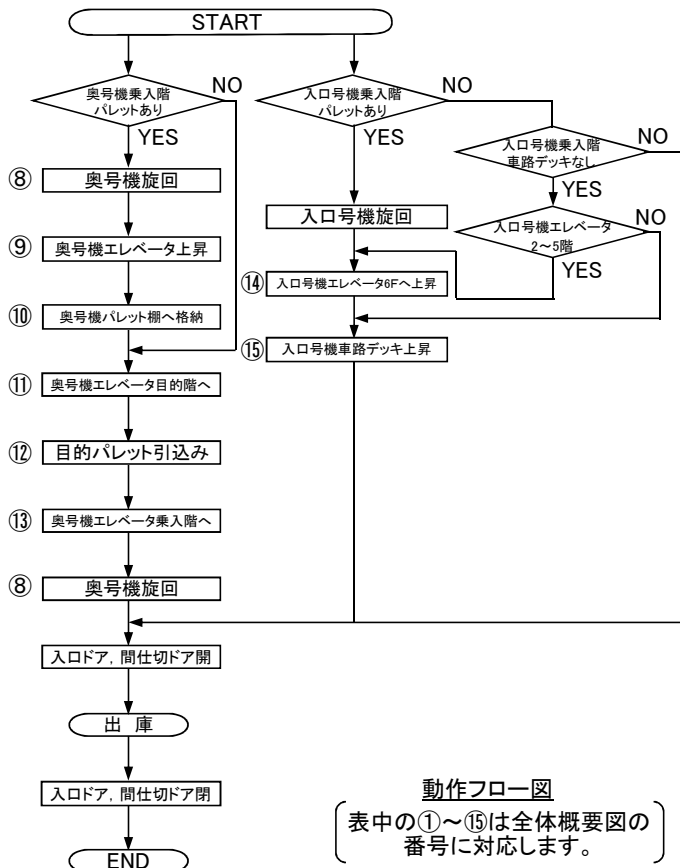 START
奥号機乗入階
パレットあり
NO
YES
⑧
奥号機旋回
⑨
奥号機エレベータ上昇
⑩
奥号機パレット棚へ格納
⑪
奥号機エレベータ目的階へ
⑫
目的パレット引込み
⑬
奥号機エレベータ乗入階へ
⑧
奥号機旋回
入口号機乗入階
パレットあり
NO
YES
入口号機旋回
⑭
入口号機エレベータ6Fへ上昇
⑮
入口号機車路デッキ上昇
入口号機乗入階
車路デッキなし
NO
YES
入口号機エレベータ
2～5階
NO
YES
入口ドア，間仕切ドア開
出 庫
入口ドア，間仕切ドア閉
END
動作フロー図
表中の①～⑮は全体概要図の
番号に対応します。